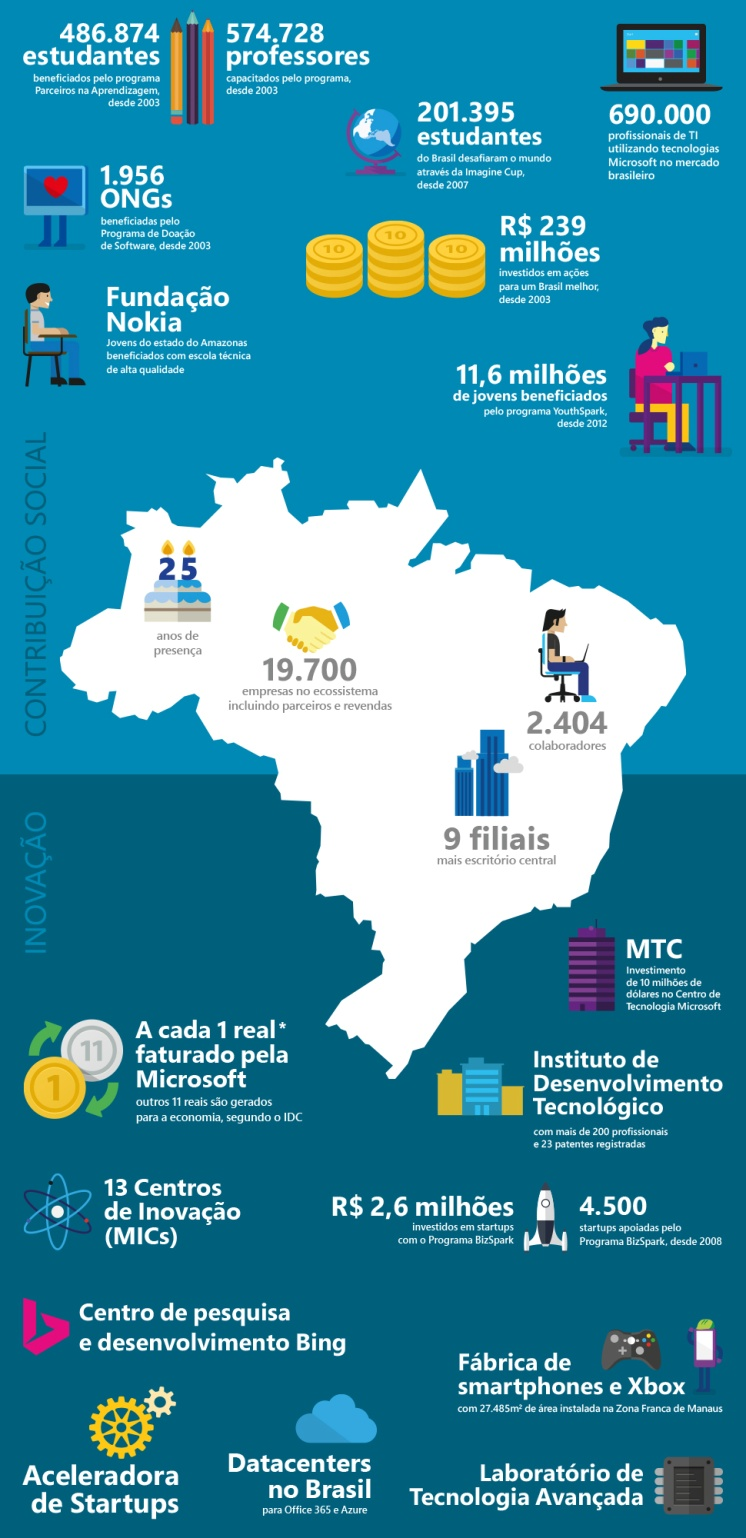 486.874
estudantes
beneficiados pelo programa
Parceiros na Aprendizagem,
desde 2003
574.728
professores
capacitados pelo programa,
desde 2003
690.000
profissionais de TI
utilizando tecnologias
Microsoft no mercado
brasileiro
201.395
estudantes
do Brasil desafiaram o mundo
através da Imagine Cup,
desde 2007
1.956
ONGs
beneficiadas pelo
Programa de Doação
de Software, desde 2003
10
10
10
R$ 239
milhões
investidos em ações
para um Brasil melhor,
desde 2003
Fundação
Nokia
Jovens do estado do Amazonas
beneficiados com escola técnica
de alta qualidade
11,6 milhões
de jovens beneficiados
pelo programa YouthSpark,
desde 2012
CONTRIBUIÇÃO SOCIAL
25
anos de
presença
19.700
empresas no ecossistema
incluindo parceiros e revendas
2.404
colaboradores
9 filiais
mais escritório central
INOVAÇÃO
MTC
Investimento
de 10 milhões de
dólares no Centro de
Tecnologia Microsoft
11
1
A cada 1 real*
faturado pela
Microsoft
outros 11 reais são gerados
para a economia, segundo o IDC
Instituto de
Desenvolvimento
Tecnológico
com mais de 200 profissionais
e 23 patentes registradas
13 Centros
de Inovação
(MICs)
R$ 2,6 milhões
investidos em startups
com o Programa BizSpark
4.500
startups apoiadas pelo
Programa BizSpark, desde 2008
Centro de pesquisa
e desenvolvimento Bing
Fábrica de
smartphones e Xbox
com 27.485m² de área instalada na Zona Franca de Manaus
Aceleradora
de Startups
Datacenters
no Brasil
para Office 365 e Azure
Laboratório de
Tecnologia Avançada